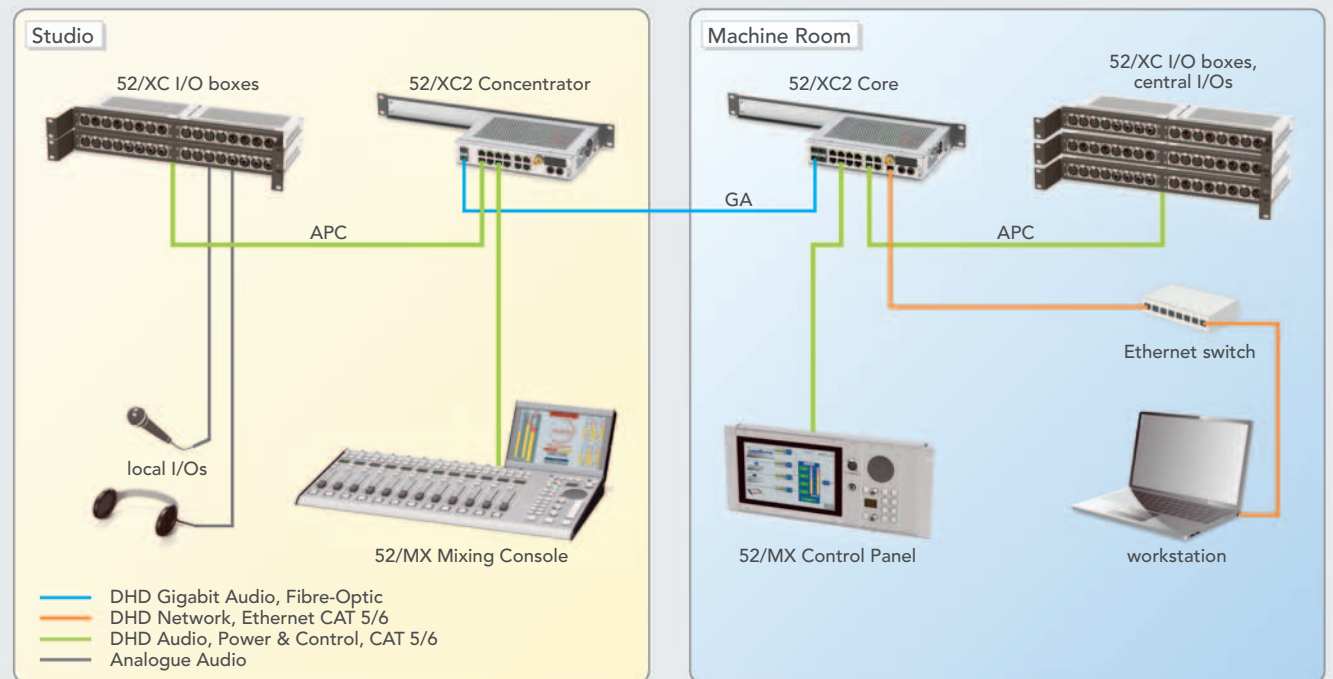 Studio
52/XC I/O boxes
52/XC2 Concentrator
APC
local I/Os
52/MX Mixing Console
DHD Gigabit Audio, Fibre-Optic
DHD Network, Ethernet CAT 5/6
DHD Audio, Power & Control, CAT 5/6
Analogue Audio
GA
Machine Room
52/XC2 Core
52/XC I/O boxes,
central I/Os
APC
Ethernet switch
52/MX Control Panel
workstation